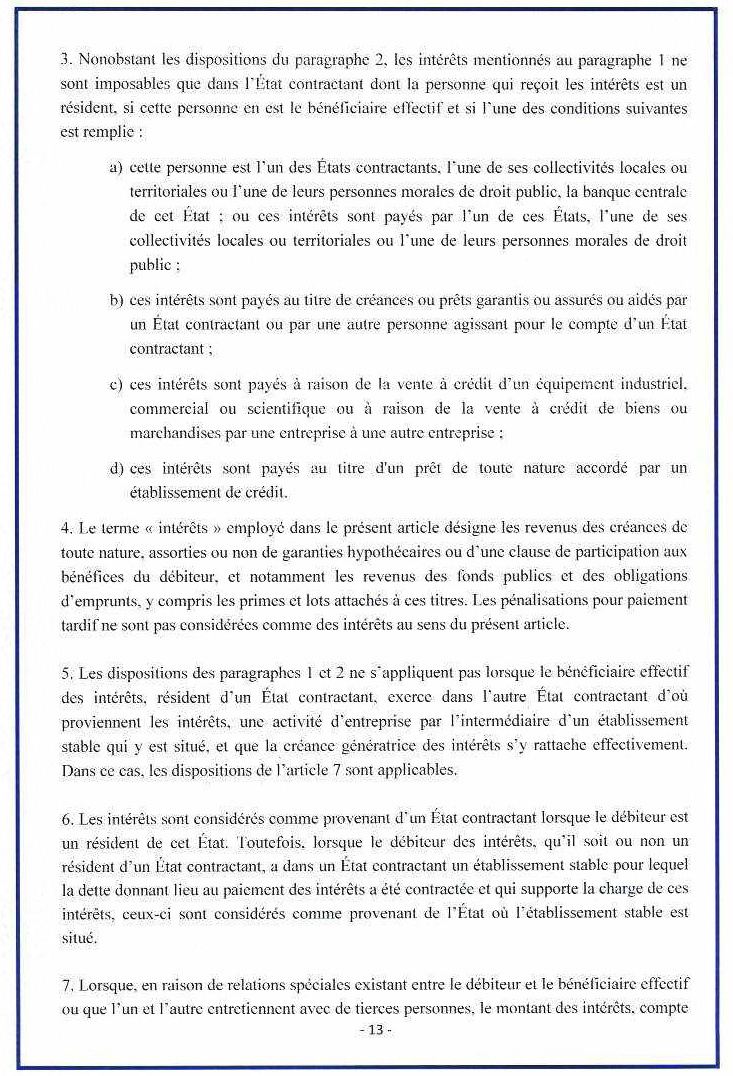 3. Nonobstant les dispositions du paragraphe 2, les intérêts mentionnés au paragraphe 1 ne
sont imposables que dans l'État contractant dont la personne qui reçoit les intérêts est un
résident, si cette personne en est le bénéficiaire effectif et si l'une des conditions suivantes
est remplie :
a) cette personne est l'un des États contractants, l'une de ses collectivités locales ou
territoriales ou l'une de leurs personnes morales de droit public, la banque centrale
de cet État ; ou ces intérêts sont payés par l'un de ces États, l'une de ses
collectivités locales ou territoriales ou l'une de leurs personnes morales de droit
public ;
b) ces intérêts sont payés au titre de créances ou prêts garantis ou assurés ou aidés par
un État contractant ou par une autre personne agissant pour le compte d'un État
contractant ;
c) ces intérêts sont payés à raison de la vente à crédit d'un équipement industriel,
commercial ou scientifique ou à raison de la vente à crédit de biens ou
marchandises par une entreprise à une autre entreprise ;
d) ces intérêts sont payés au titre d'un prêt de toute nature accordé par un
établissement de crédit.
4. Le terme « intérêts » employé dans le présent article désigne les revenus des créances de
toute nature, assorties ou non de garanties hypothécaires ou d'une clause de participation aux
bénéfices du débiteur, et notamment les revenus des fonds publics et des obligations
d'emprunts, y compris les primes et lots attachés à ces titres. Les pénalisations pour paiement
tardif ne sont pas considérées comme des intérêts au sens du présent article.
5. Les dispositions des paragraphes 1 et 2 ne s'appliquent pas lorsque le bénéficiaire effectif
des intérêts, résident d'un État contractant, exerce dans l'autre État contractant d'où
proviennent les intérêts, une activité d'entreprise par l'intermédiaire d'un établissement
stable qui y est situé, et que la créance génératrice des intérêts s'y rattache effectivement.
Dans ce cas, les dispositions de l'article 7 sont applicables.
6. Les intérêts sont considérés comme provenant d'un État contractant lorsque le débiteur est
un résident de cet État. Toutefois, lorsque le débiteur des intérêts, qu'il soit ou non un
résident d'un État contractant, a dans un État contractant un établissement stable pour lequel
la dette donnant lieu au paiement des intérêts a été contractée et qui supporte la charge de ces
intérêts, ceux-ci sont considérés comme provenant de l'État où l'établissement stable est
situé.
7. Lorsque, en raison de relations spéciales existant entre le débiteur et le bénéficiaire effectif
ou que l'un et l'autre entretiennent avec de tierces personnes, le montant des intérêts, compte
- 13 -